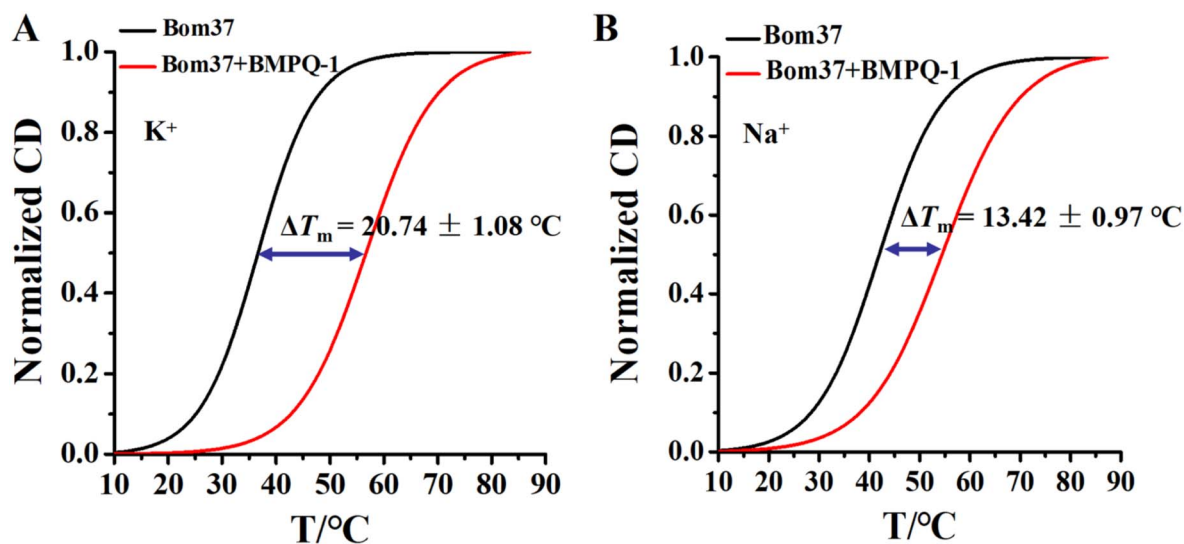 A
Bom37
Bom37+BMPQ-1
K⁺
ΔTm = 20.74 ± 1.08 °C
Normalized CD
1.0
0.8
0.6
0.4
0.2
0.0
10 20 30 40 50 60 70 80 90
T/°C
B
Bom37
Bom37+BMPQ-1
Na⁺
ΔTm = 13.42 ± 0.97 °C
Normalized CD
1.0
0.8
0.6
0.4
0.2
0.0
10 20 30 40 50 60 70 80 90
T/°C